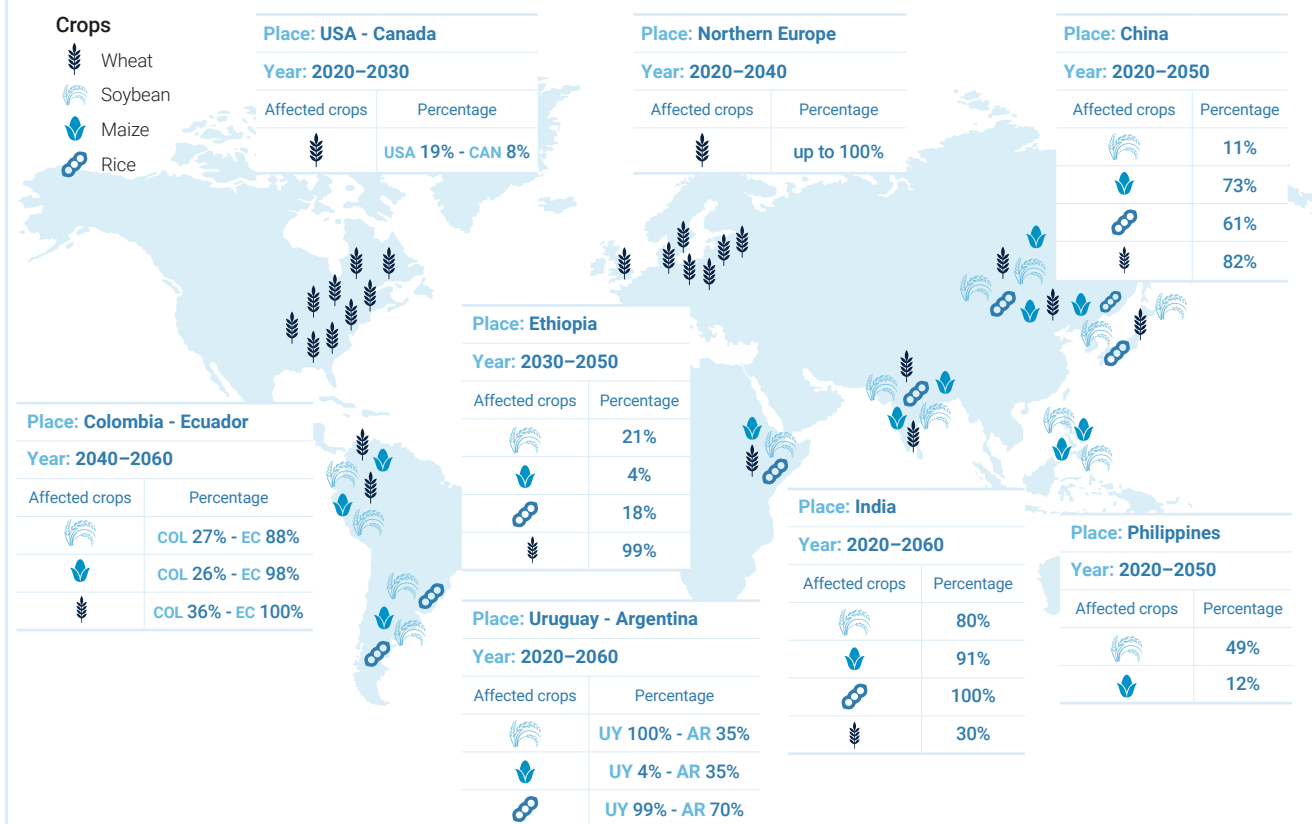 Crops
Wheat
Soybean
Maize
Rice
Place: USA - Canada
Year: 2020–2030
Affected crops Percentage
USA 19% - CAN 8%
Place: Northern Europe
Year: 2020–2040
Affected crops Percentage
up to 100%
Place: China
Year: 2020–2050
Affected crops Percentage
11%
73%
61%
82%
Place: Ethiopia
Year: 2030–2050
Affected crops Percentage
21%
4%
18%
99%
Place: Colombia - Ecuador
Year: 2040–2060
Affected crops Percentage
COL 27% - EC 88%
COL 26% - EC 98%
COL 36% - EC 100%
Place: India
Year: 2020–2060
Affected crops Percentage
80%
91%
100%
30%
Place: Philippines
Year: 2020–2050
Affected crops Percentage
49%
12%
Place: Uruguay - Argentina
Year: 2020–2060
Affected crops Percentage
UY 100% - AR 35%
UY 4% - AR 35%
UY 99% - AR 70%